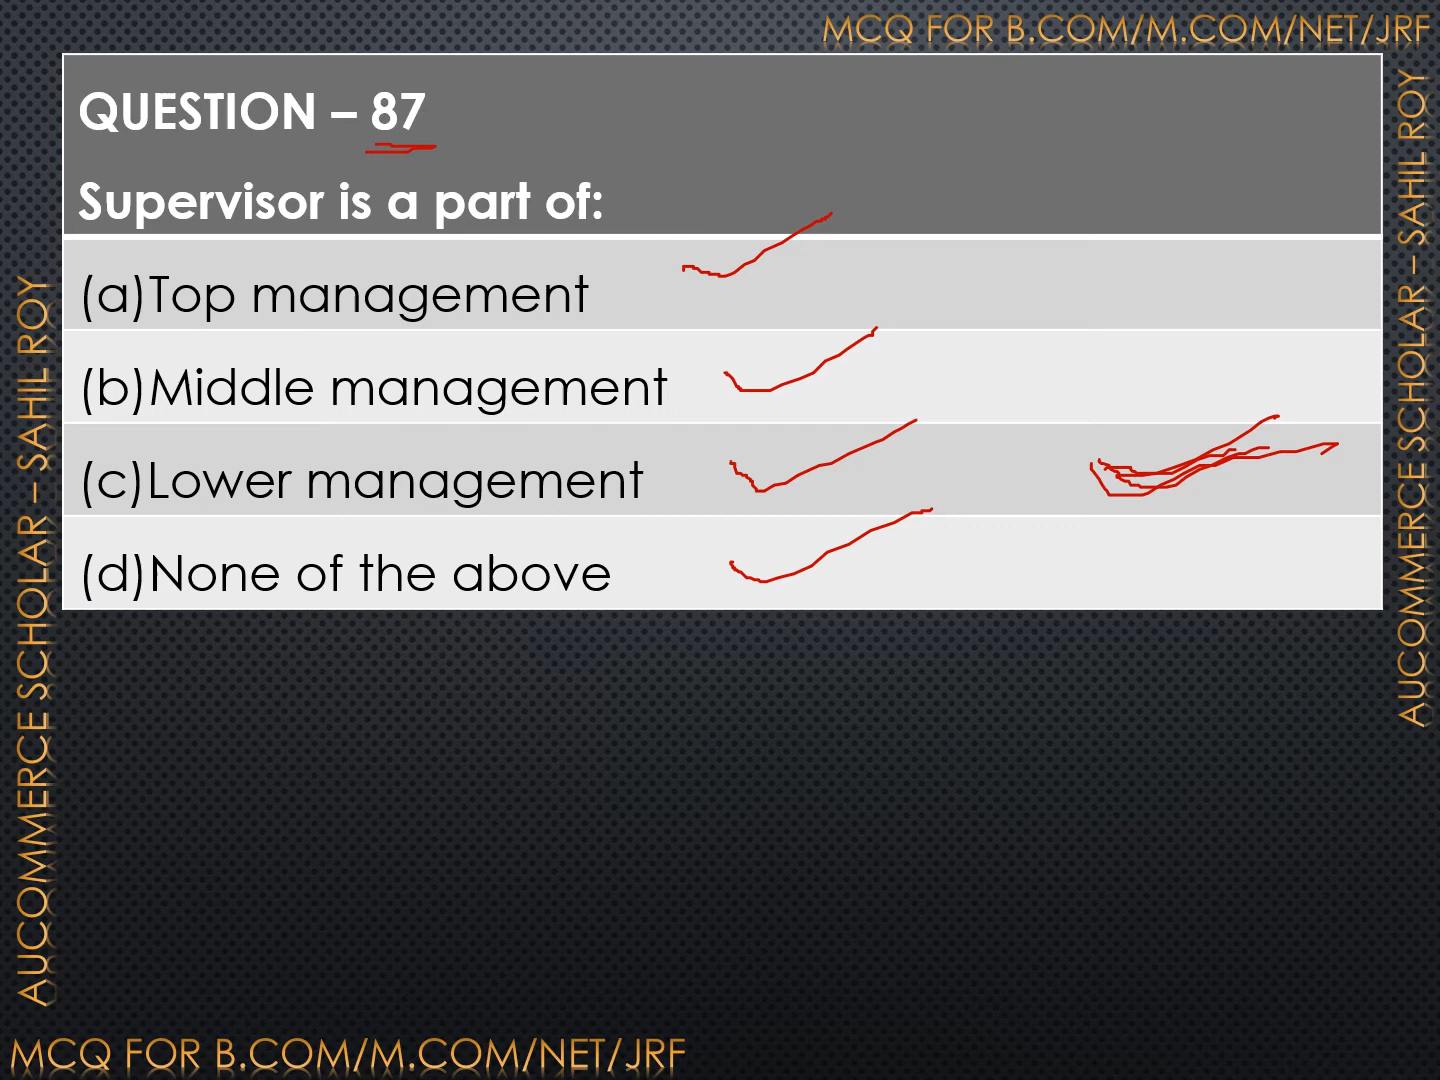 MCQ FOR B.COM/M.COM/NET/JRF
QUESTION – 87
Supervisor is a part of:
(a)Top management
(b)Middle management
(c)Lower management
(d)None of the above
AUCOMMERCE SCHOLAR – SAHIL ROY
AUCOMMERCE SCHOLAR – SAHIL ROY
MCQ FOR B.COM/M.COM/NET/JRF